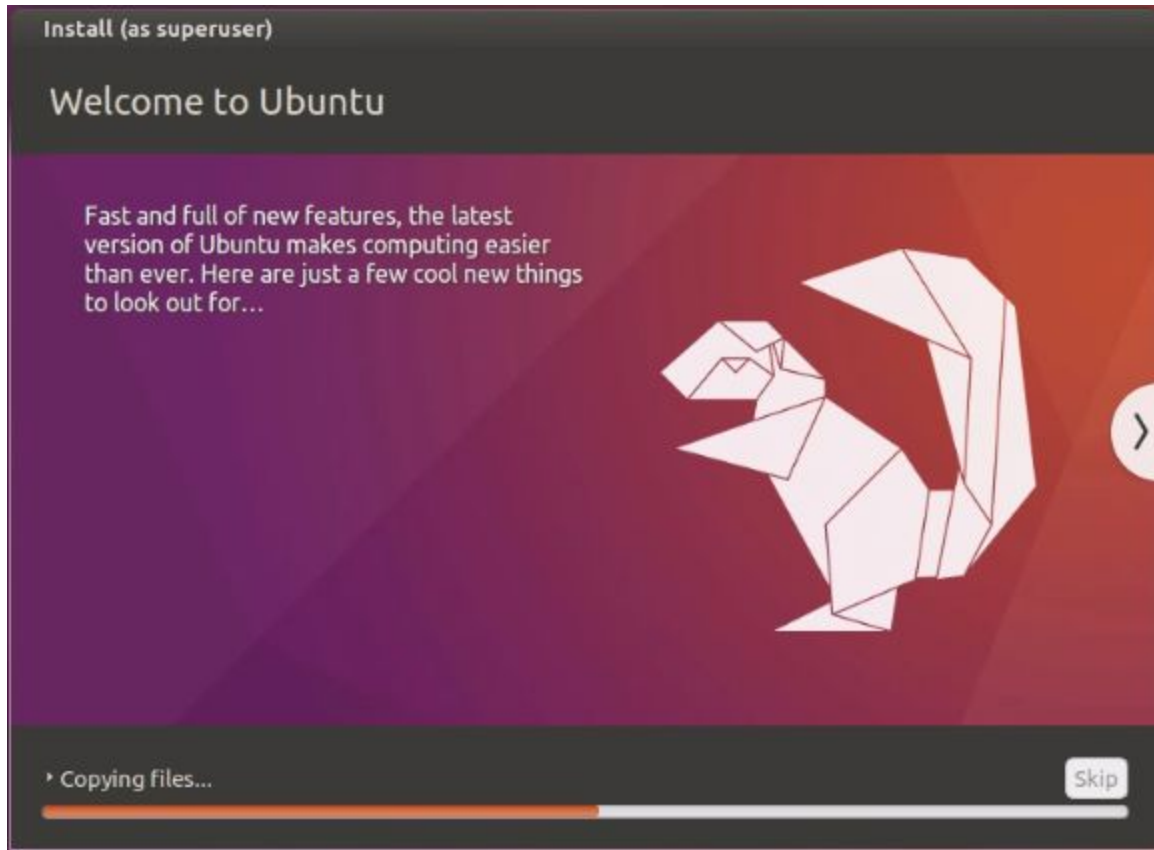 Install (as superuser)
Welcome to Ubuntu
Fast and full of new features, the latest
version of Ubuntu makes computing easier
than ever. Here are just a few cool new things
to look out for…
Copying files...
Skip